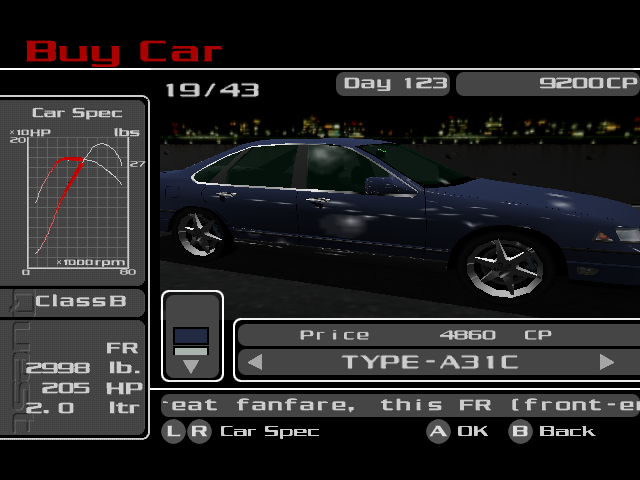 Buy Car
19/43
Day 123
9200CP
Car Spec
×10HP
lbs
20
27
×1000rpm
0
80
ClassB
FR
2998 lb.
205 HP
2.0 ltr
Price 4860 CP
TYPE-A31C
eat fanfare, this FR (front-e
L R Car Spec
A OK
B Back